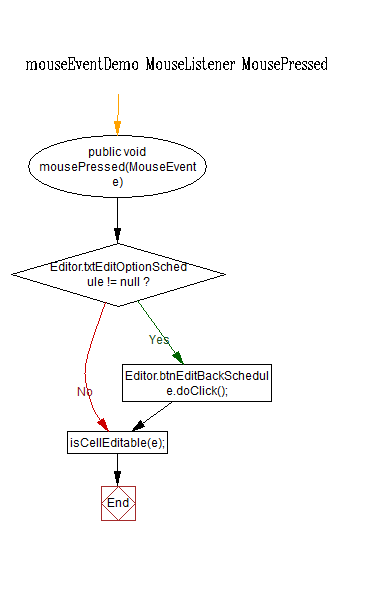 mouseEventDemo MouseListener MousePressed
public void
mousePressed(MouseEvent
e)
Editor.txtEditOptionSched
ule != null ?
Yes
Editor.btnEditBackSchedul
e.doClick();
No
isCellEditable(e);
End